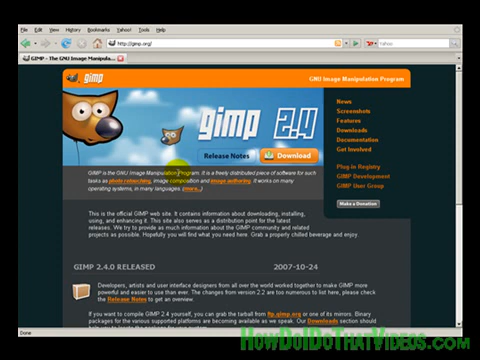 File Edit View History Bookmarks Yahoo! Tools Help
http://gimp.org/
Yahoo
GIMP - The GNU Image Manipula...
gimp
GNU Image Manipulation Program
gimp 2.4
Release Notes
Download
News
Screenshots
Features
Downloads
Documentation
Get Involved
Plug-in Registry
GIMP Development
GIMP User Group
Make a Donation
GIMP is the GNU Image Manipulation Program. It is a freely distributed piece of software for such
tasks as photo retouching, image composition and image authoring. It works on many
operating systems, in many languages. (more...)
This is the official GIMP web site. It contains information about downloading, installing,
using, and enhancing it. This site also serves as a distribution point for the latest
releases. We try to provide as much information about the GIMP community and related
projects as possible. Hopefully you will find what you need here. Grab a properly chilled beverage and enjoy.
GIMP 2.4.0 RELEASED 2007-10-24
Developers, artists and user interface designers from all over the world worked together to make GIMP more
powerful and easier to use than ever. The changes from version 2.2 are too numerous to list here, please check
the Release Notes to get an overview.
If you want to compile GIMP 2.4 yourself, you can grab the tarball from ftp.gimp.org or one of its mirrors. Binary
packages for the various supported platforms are becoming available as we speak. Our Downloads section should
Done
HowDoIDoThatVideos.com